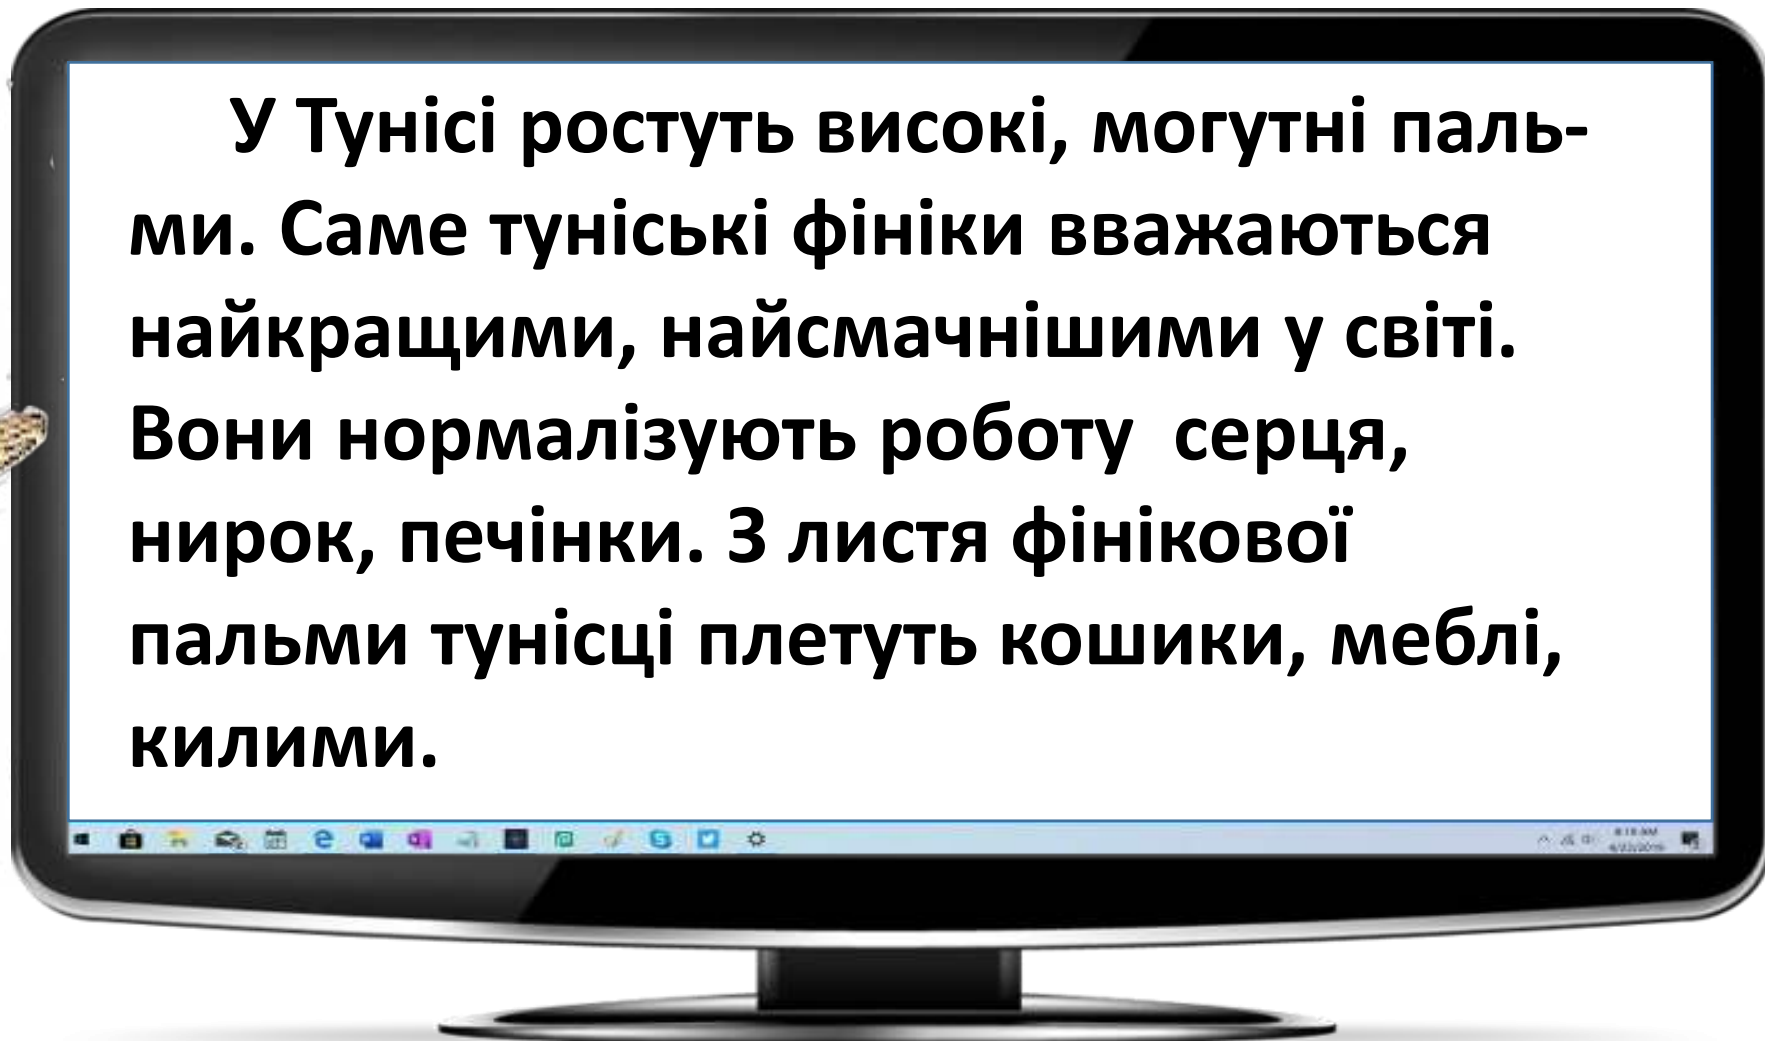 У Тунісі ростуть високі, могутні паль-
ми. Саме туніські фініки вважаються
найкращими, найсмачнішими у світі.
Вони нормалізують роботу серця,
нирок, печінки. З листя фінікової
пальми тунісці плетуть кошики, меблі,
килими.